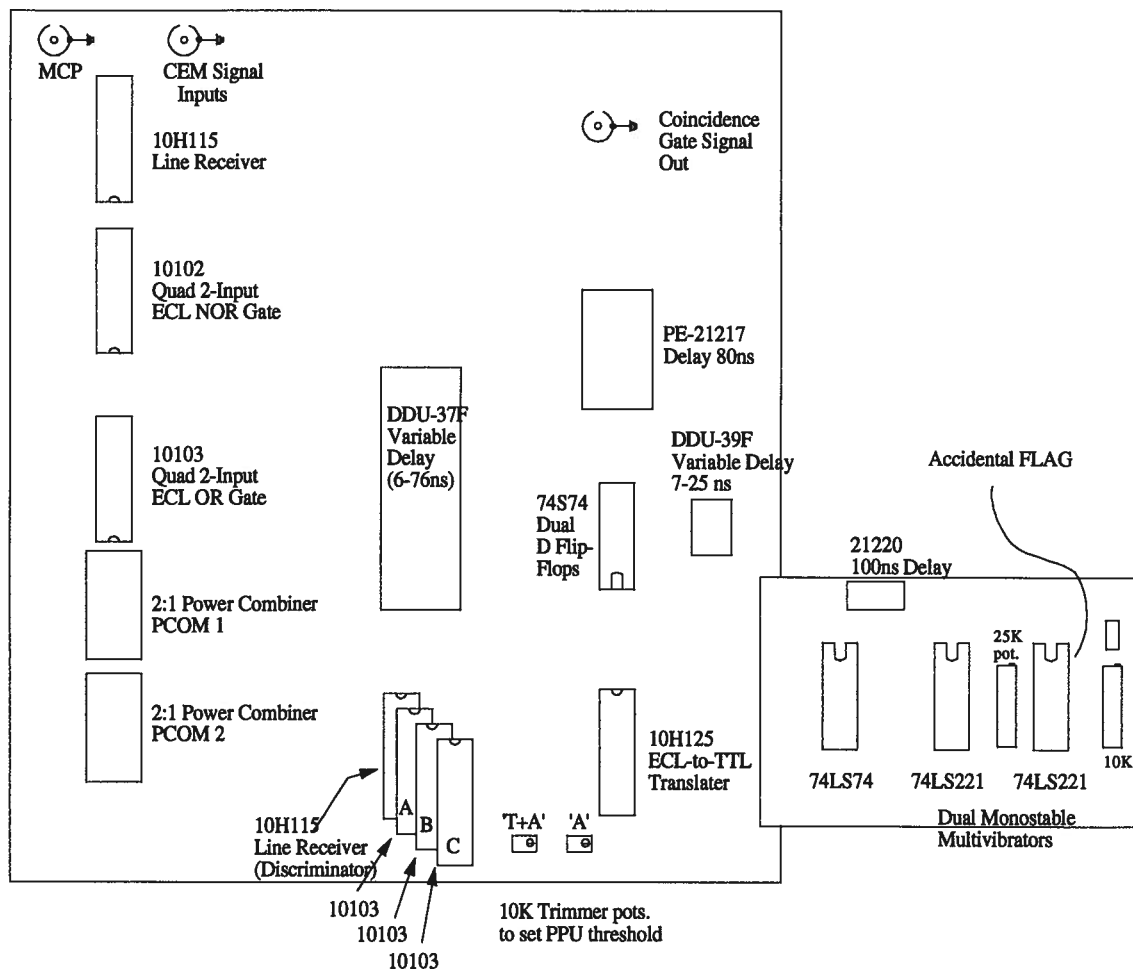 MCP
CEM Signal
Inputs
10H115
Line Receiver
Coincidence
Gate Signal
Out
10102
Quad 2-Input
ECL NOR Gate
PE-21217
Delay 80ns
DDU-37F
Variable
Delay
(6-76ns)
DDU-39F
Variable Delay
7-25 ns
10103
Quad 2-Input
ECL OR Gate
74S74
Dual
D Flip-
Flops
Accidental FLAG
21220
100ns Delay
2:1 Power Combiner
PCOM 1
25K
pot.
2:1 Power Combiner
PCOM 2
10H125
ECL-to-TTL
Translater
74LS74
74LS221
74LS221
10K
Dual Monostable
Multivibrators
A
B
C
'T+A'
'A'
10H115
Line Receiver
(Discriminator)
10103
10103
10103
10K Trimmer pots.
to set PPU threshold